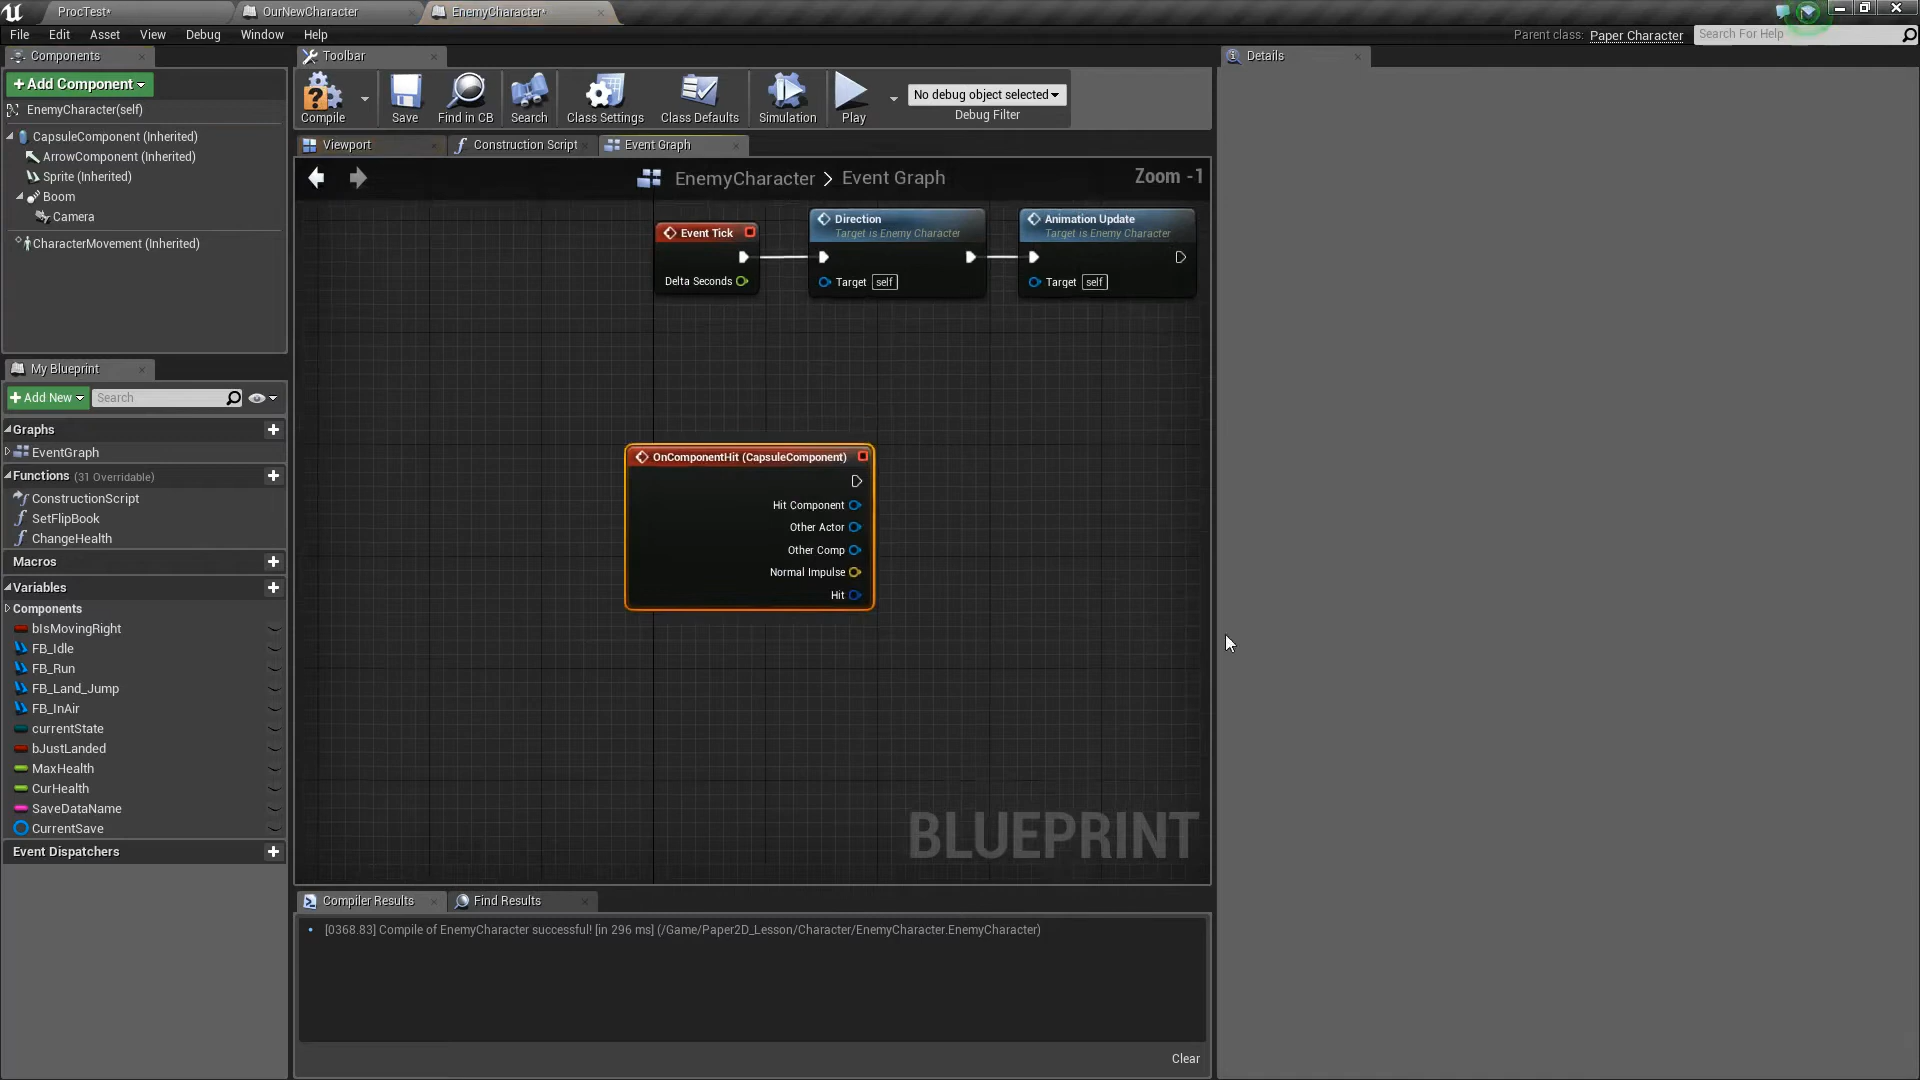 ProcTest*
OurNewCharacter
EnemyCharacter*
File Edit Asset View Debug Window Help
Parent class: Paper Character
Search For Help
Components
+Add Component
EnemyCharacter(self)
CapsuleComponent (Inherited)
ArrowComponent (Inherited)
Sprite (Inherited)
Boom
Camera
CharacterMovement (Inherited)
My Blueprint
+Add New
Search
Graphs
EventGraph
Functions (31 Overridable)
ConstructionScript
SetFlipBook
ChangeHealth
Macros
Variables
Components
bIsMovingRight
FB_Idle
FB_Run
FB_Land_Jump
FB_InAir
currentState
bJustLanded
MaxHealth
CurHealth
SaveDataName
CurrentSave
Event Dispatchers
Toolbar
Compile
Save
Find in CB
Search
Class Settings
Class Defaults
Simulation
Play
No debug object selected
Debug Filter
Viewport
Construction Script
Event Graph
EnemyCharacter > Event Graph
Zoom -1
Event Tick
Delta Seconds
Direction
Target is Enemy Character
Target self
Animation Update
Target is Enemy Character
Target self
OnComponentHit (CapsuleComponent)
Hit Component
Other Actor
Other Comp
Normal Impulse
Hit
BLUEPRINT
Compiler Results
Find Results
[0368.83] Compile of EnemyCharacter successful! [in 296 ms] (/Game/Paper2D_Lesson/Character/EnemyCharacter.EnemyCharacter)
Clear
Details